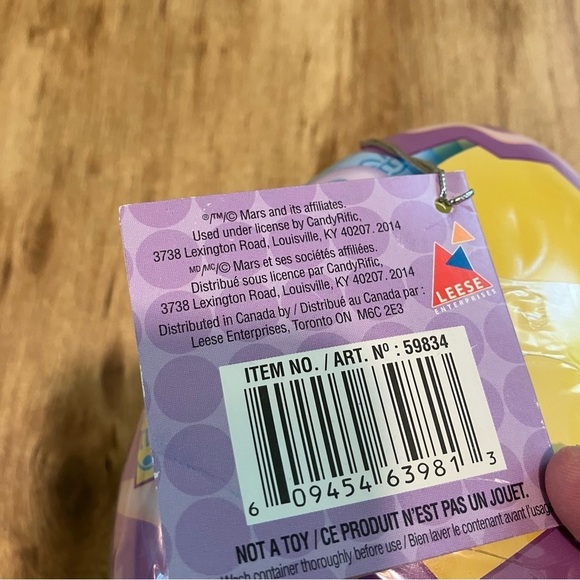 ®/™/© Mars and its affiliates.
Used under license by CandyRific,
3738 Lexington Road, Louisville, KY 40207. 2014
MD/MC/© Mars et ses sociétés affiliées.
Distribué sous licence par CandyRific,
3738 Lexington Road, Louisville, KY 40207. 2014
Distributed in Canada by / Distribué au Canada par :
Leese Enterprises, Toronto ON M6C 2E3
LEESE
ENTERPRISES
ITEM NO. / ART. Nº : 59834
6 09454 63981 3
NOT A TOY / CE PRODUIT N'EST PAS UN JOUET.
Wash container thoroughly before use / Bien laver le contenant avant l'usag